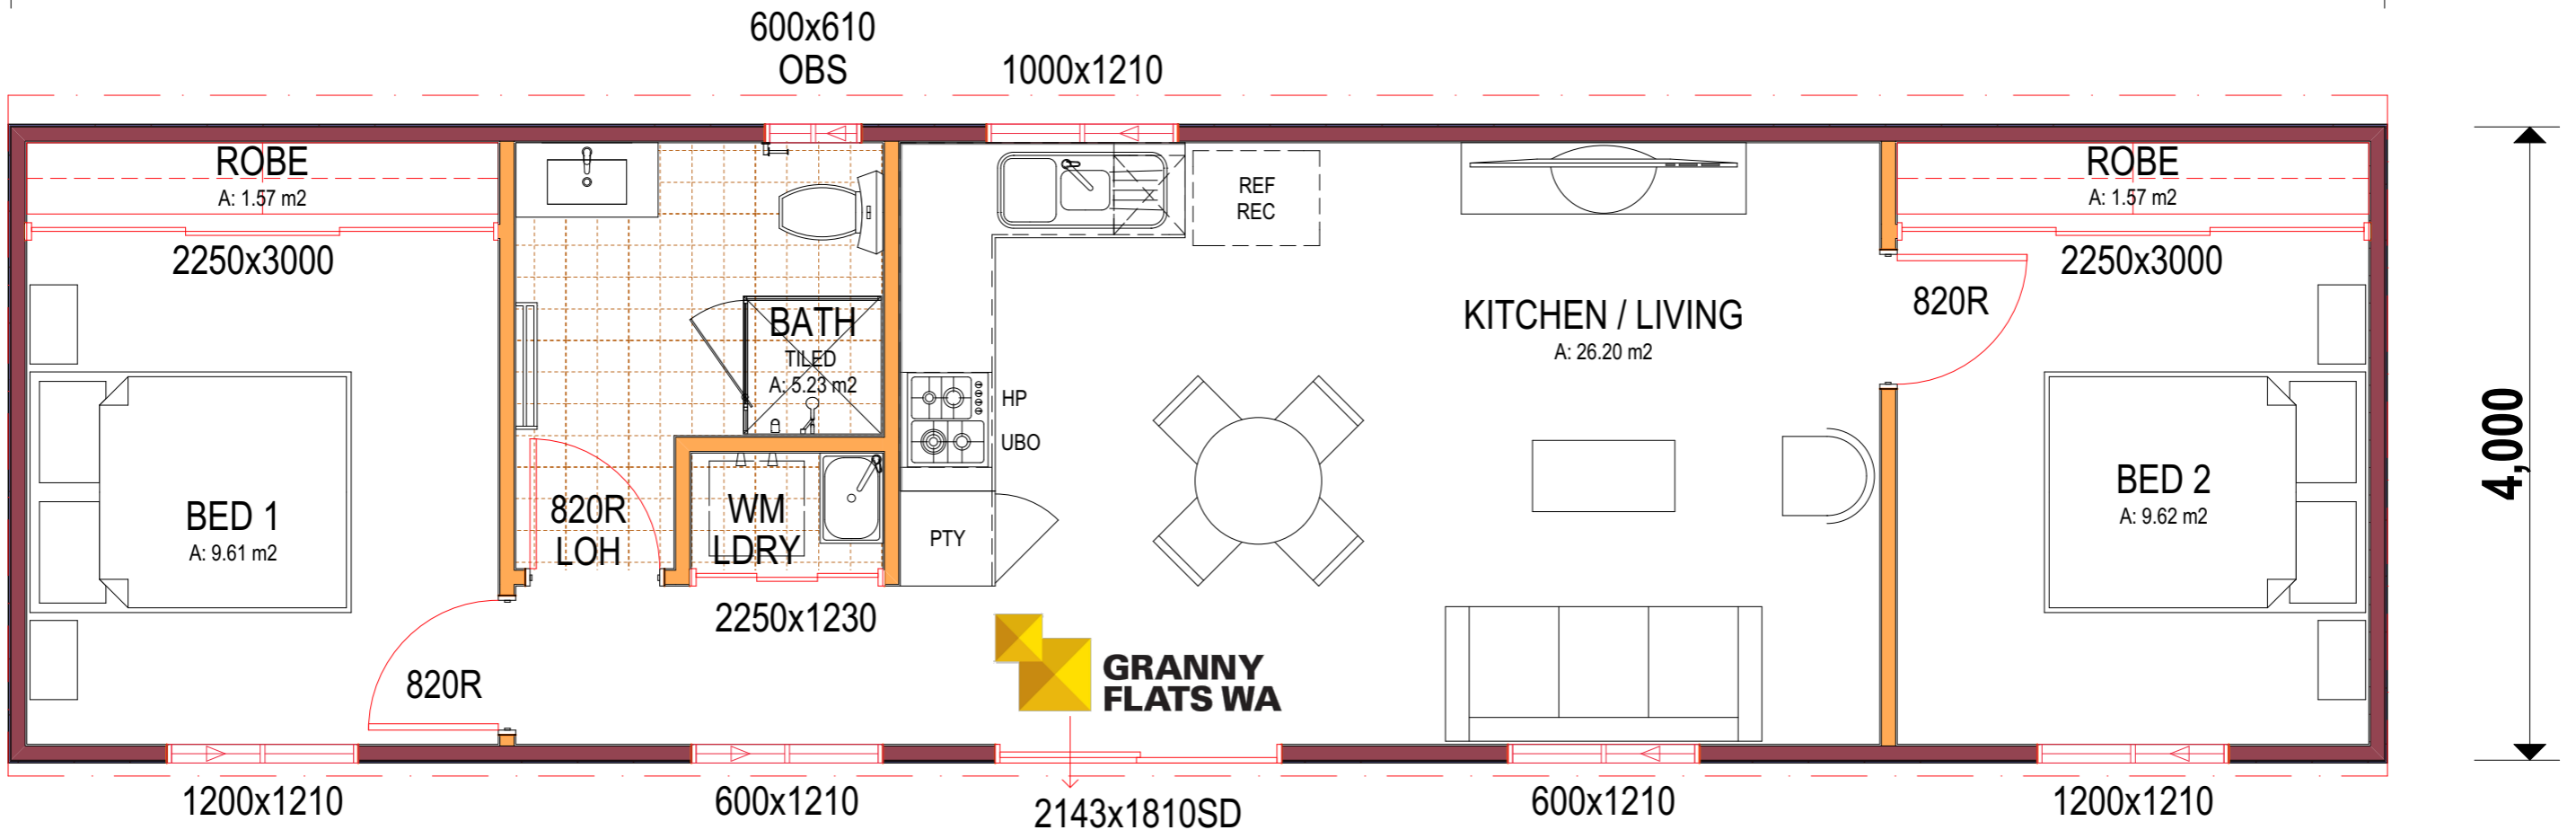 600x610
OBS
1000x1210
ROBE
A: 1.57 m2
2250x3000
REF
REC
ROBE
A: 1.57 m2
2250x3000
820R
KITCHEN / LIVING
A: 26.20 m2
BATH
TILED
A: 5.23 m2
HP
UBO
4,000
BED 1
A: 9.61 m2
820R
LOH
WM
LDRY
PTY
BED 2
A: 9.62 m2
2250x1230
820R
GRANNY
FLATS WA
1200x1210
600x1210
2143x1810SD
600x1210
1200x1210